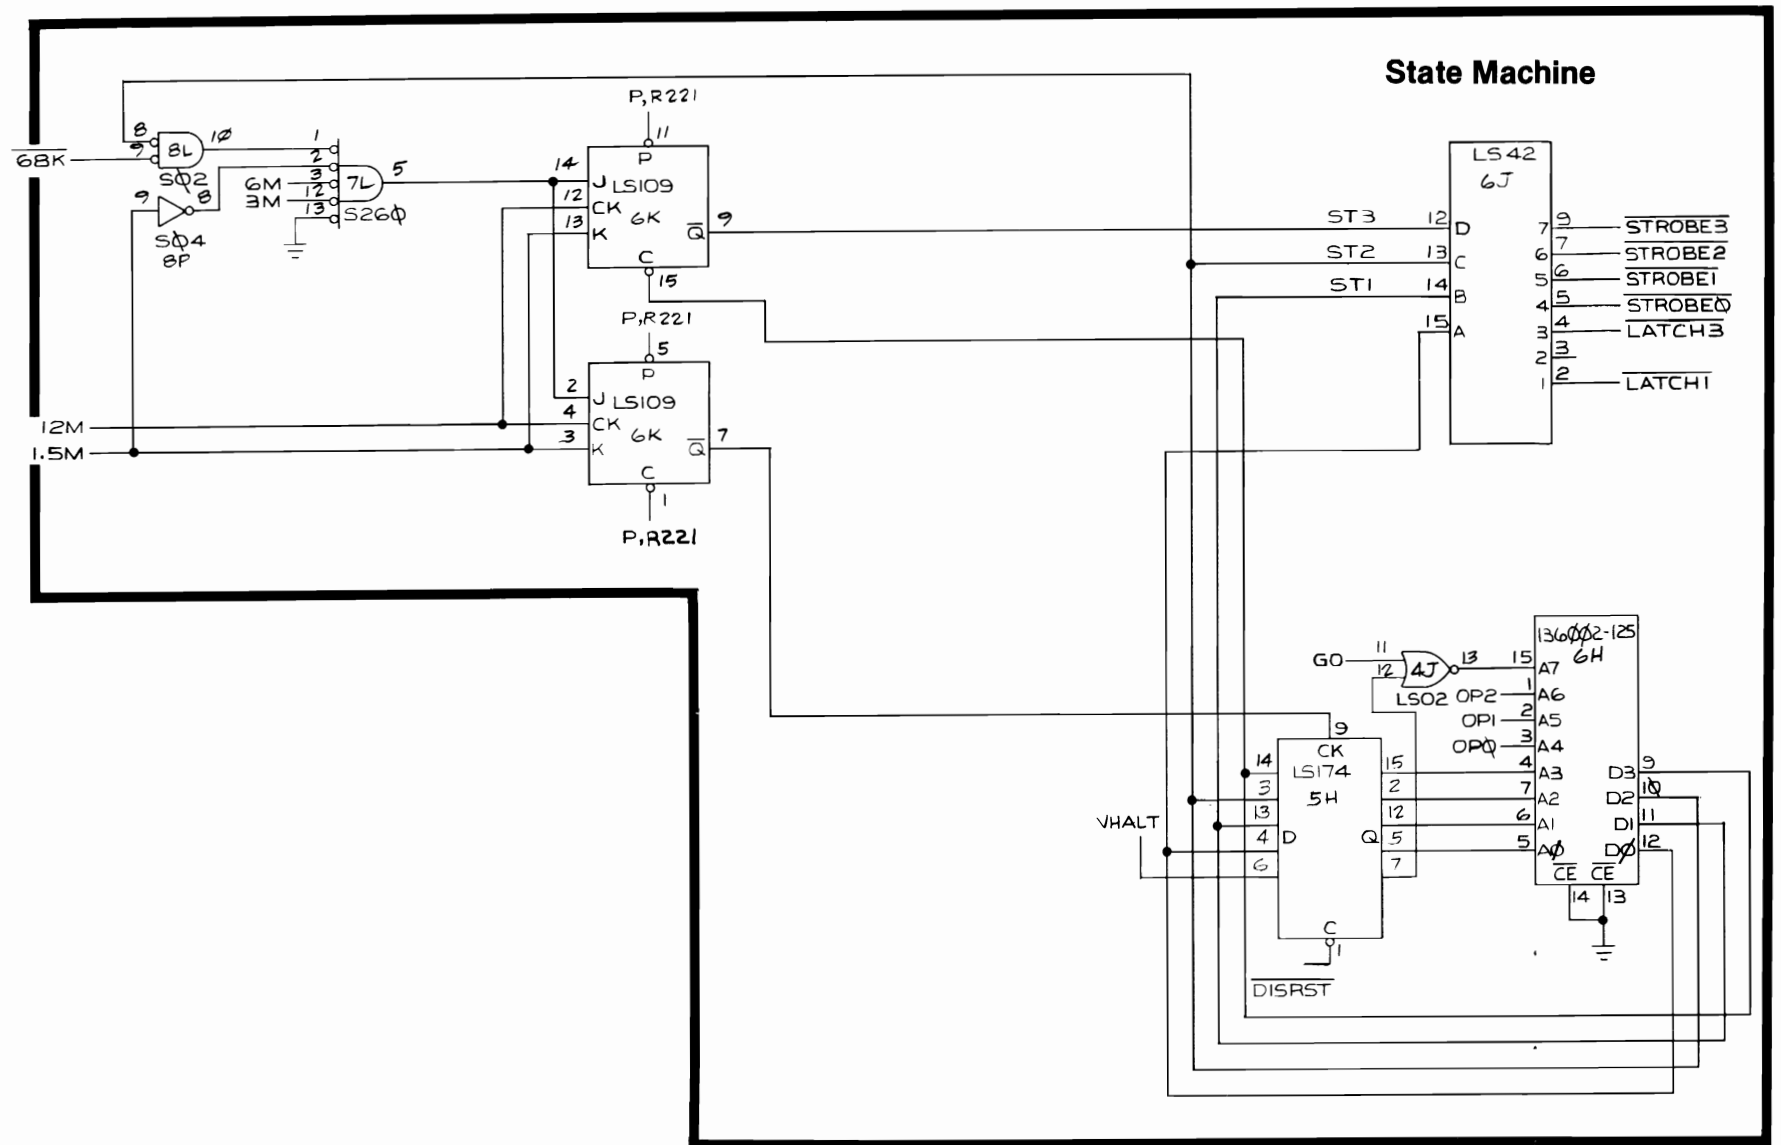 State Machine
P,R221
11
P
14
J
LS109
12
CK
13
K
6K
Q
9
C
15
8
9
68K
8L
10
SØ2
9
8
SØ4
8P
1
2
3
12
13
6M
3M
7L
5
S26Ø
P,R221
5
P
2
J
LS109
4
CK
3
K
6K
Q
7
C
1
P,R221
12M
1.5M
LS42
6J
ST3
12
D
ST2
13
C
ST1
14
B
15
A
7
9
STROBE3
6
7
STROBE2
5
6
STROBE1
4
5
STROBEØ
3
4
LATCH3
2
3
1
2
LATCH1
GO
11
12
4J
13
LS02
136ØØ2-125
6H
15
A7
OP2
1
A6
OP1
2
A5
OPØ
3
A4
4
A3
7
A2
6
A1
5
AØ
D3
9
D2
1Ø
D1
11
DØ
12
CE
CE
14
13
9
CK
LS174
5H
14
3
13
4
D
6
15
2
12
Q
5
7
C
1
VHALT
DISRST